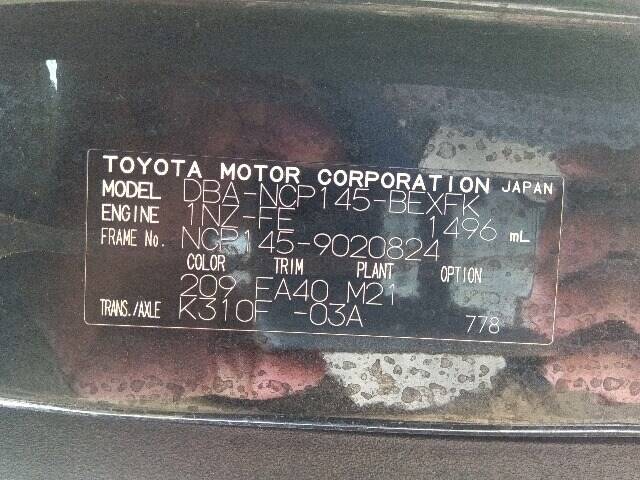 TOYOTA MOTOR CORPORATION JAPAN
MODEL DBA-NCP145-BEXFK
ENGINE 1NZ-FE 1496 mL
FRAME No. NCP145-9020824
COLOR TRIM PLANT OPTION
209 FA40 M21
TRANS./AXLE K310F -03A 778